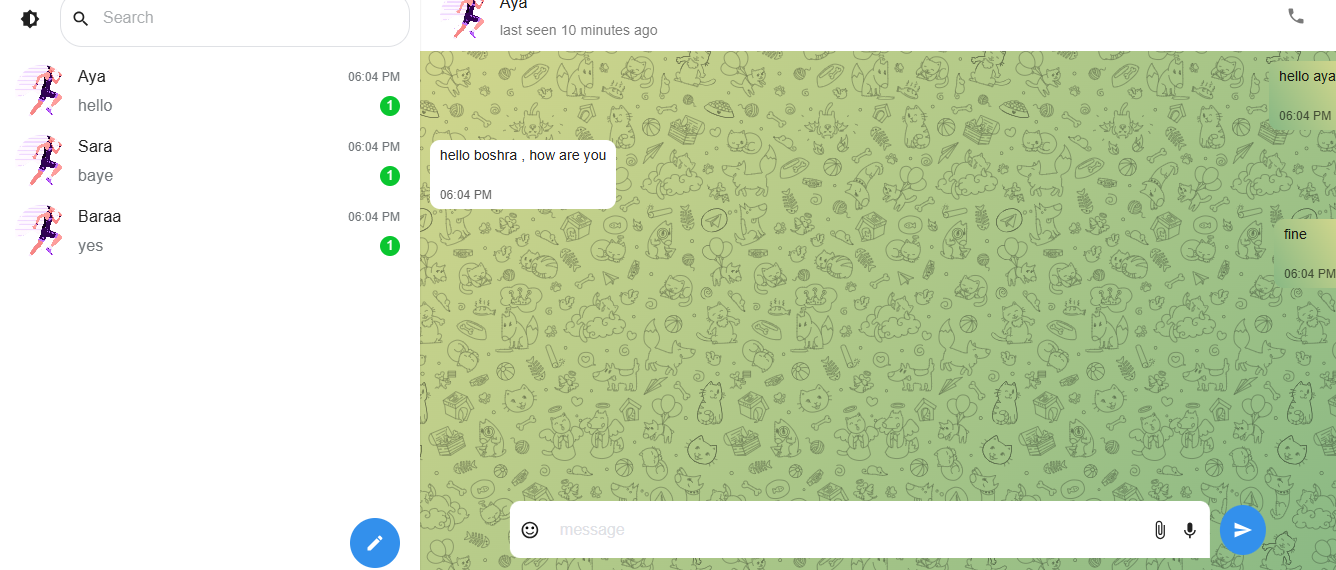 Search
Aya
06:04 PM
hello
1
Sara
06:04 PM
baye
1
Baraa
06:04 PM
yes
1
Aya
last seen 10 minutes ago
hello aya
06:04 PM
hello boshra , how are you
06:04 PM
fine
06:04 PM
message